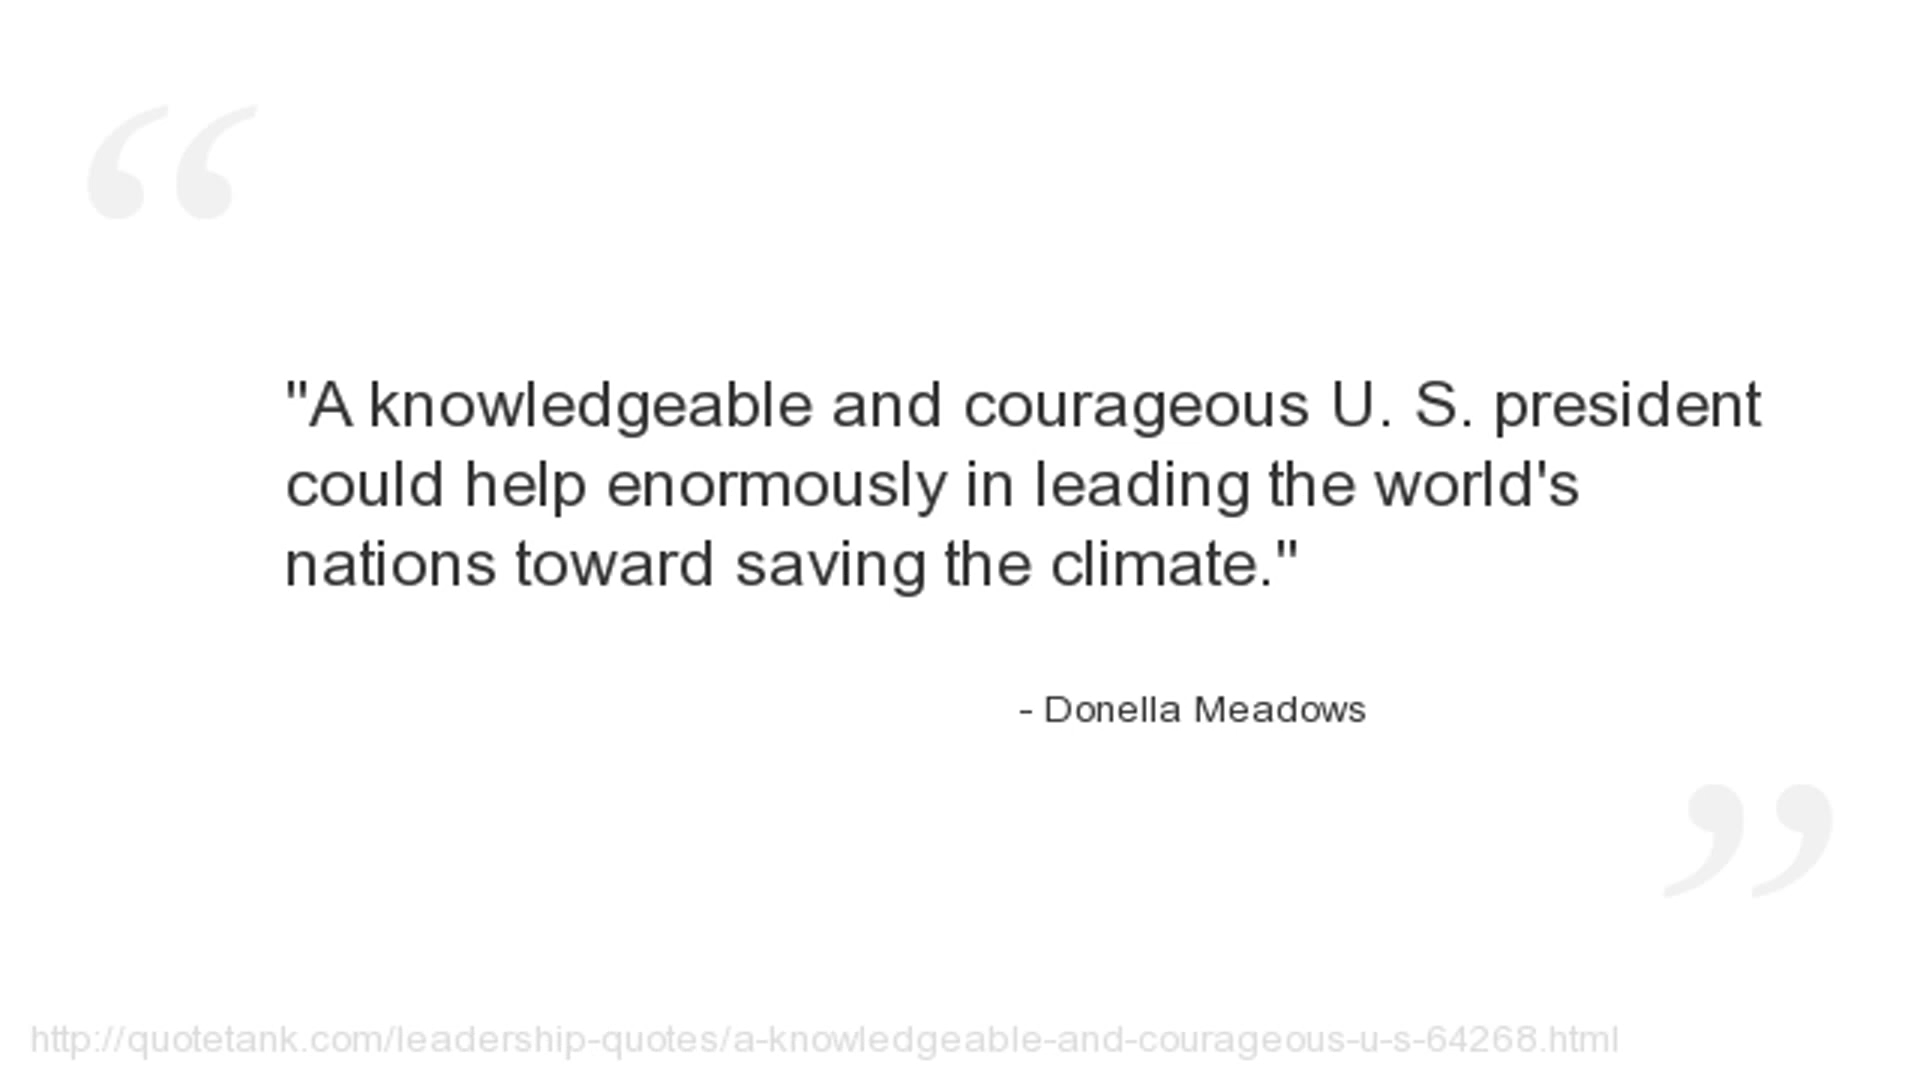 "A knowledgeable and courageous U. S. president
could help enormously in leading the world's
nations toward saving the climate."
- Donella Meadows
http://quotetank.com/leadership-quotes/a-knowledgeable-and-courageous-u-s-64268.html